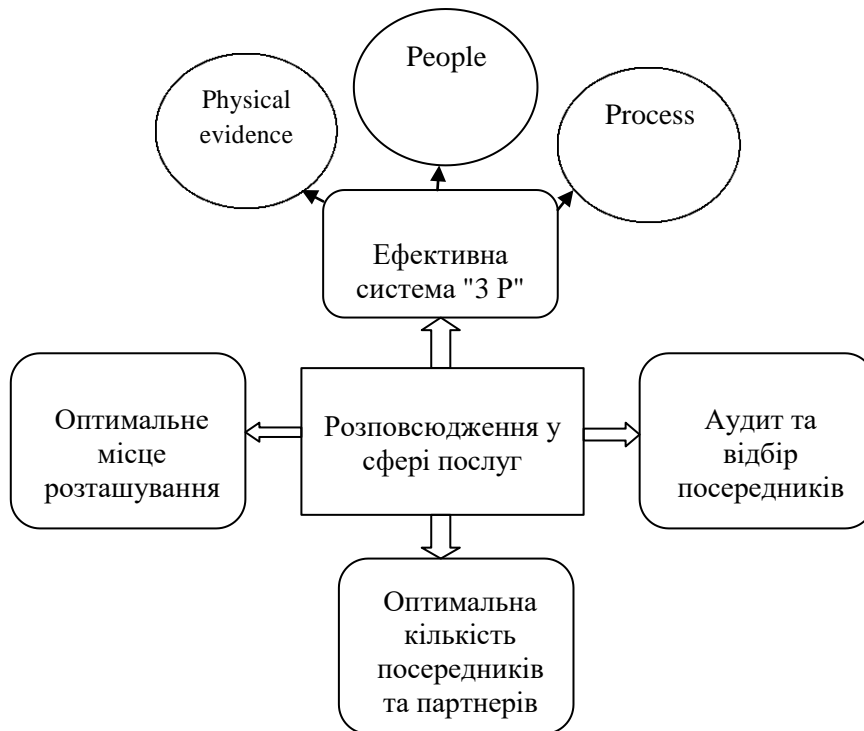 People
Physical
evidence
Process
Ефективна
система "3 P"
Оптимальне
місце
розташування
Розповсюдження у
сфері послуг
Аудит та
відбір
посередників
Оптимальна
кількість
посередників
та партнерів